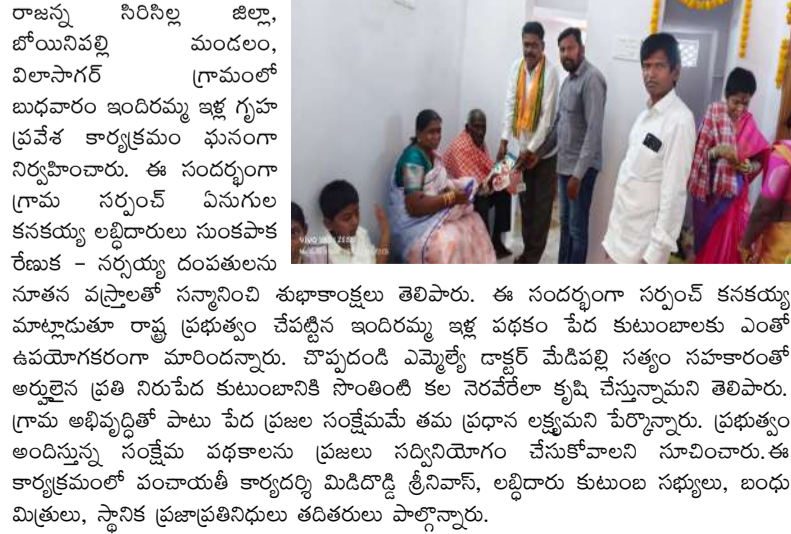 రాజన్న సిరిసిల్ల జిల్లా,
బోయినిపల్లి మండలం,
విలాసాగర్ గ్రామంలో
బుధవారం ఇందిరమ్మ ఇళ్ల గృహ
ప్రవేశ కార్యక్రమం ఘనంగా
నిర్వహించారు. ఈ సందర్భంగా
గ్రామ సర్పంచ్ ఏనుగుల
కనకయ్య లబ్ధిదారులు సుంకపాక
రేణుక – నర్సయ్య దంపతులను
నూతన వస్త్రాలతో సన్మానించి శుభాకాంక్షలు తెలిపారు. ఈ సందర్భంగా సర్పంచ్ కనకయ్య
మాట్లాడుతూ రాష్ట్ర ప్రభుత్వం చేపట్టిన ఇందిరమ్మ ఇళ్ల పథకం పేద కుటుంబాలకు ఎంతో
ఉపయోగకరంగా మారిందన్నారు. చొప్పదండి ఎమ్మెల్యే డాక్టర్ మేడిపల్లి సత్యం సహకారంతో
అర్హులైన ప్రతి నిరుపేద కుటుంబానికి సొంతింటి కల నెరవేరేలా కృషి చేస్తున్నామని తెలిపారు.
గ్రామ అభివృద్ధితో పాటు పేద ప్రజల సంక్షేమమే తమ ప్రధాన లక్ష్యమని పేర్కొన్నారు. ప్రభుత్వం
అందిస్తున్న సంక్షేమ పథకాలను ప్రజలు సద్వినియోగం చేసుకోవాలని సూచించారు.ఈ
కార్యక్రమంలో పంచాయతీ కార్యదర్శి మిడిదొడ్డి శ్రీనివాస్, లబ్ధిదారు కుటుంబ సభ్యులు, బంధు
మిత్రులు, స్థానిక ప్రజాప్రతినిధులు తదితరులు పాల్గొన్నారు.